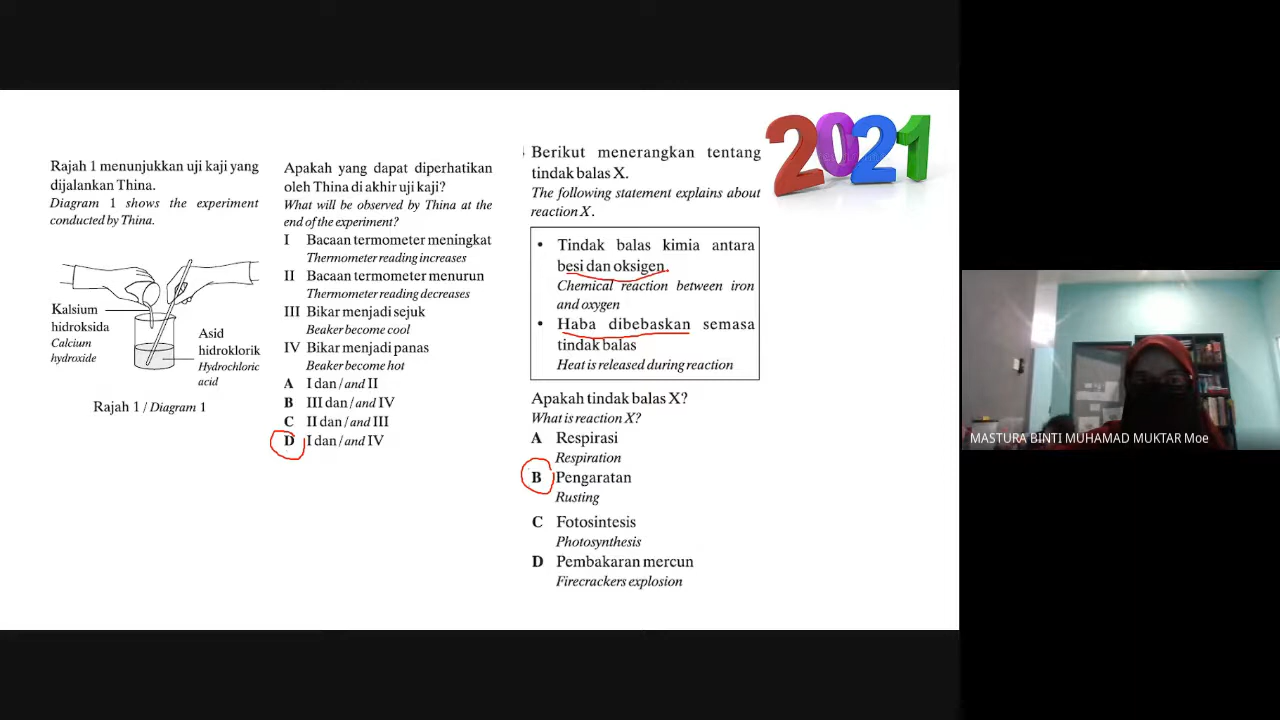 Rajah 1 menunjukkan uji kaji yang
dijalankan Thina.
Diagram 1 shows the experiment
conducted by Thina.
Kalsium
hidroksida
Calcium
hydroxide
Asid
hidroklorik
Hydrochloric
acid
Rajah 1 / Diagram 1
Apakah yang dapat diperhatikan
oleh Thina di akhir uji kaji?
What will be observed by Thina at the
end of the experiment?
I Bacaan termometer meningkat
Thermometer reading increases
II Bacaan termometer menurun
Thermometer reading decreases
III Bikar menjadi sejuk
Beaker become cool
IV Bikar menjadi panas
Beaker become hot
A I dan / and II
B III dan / and IV
C II dan / and III
D I dan / and IV
Berikut menerangkan tentang
tindak balas X.
The following statement explains about
reaction X.
• Tindak balas kimia antara
besi dan oksigen.
Chemical reaction between iron
and oxygen
• Haba dibebaskan semasa
tindak balas
Heat is released during reaction
Apakah tindak balas X?
What is reaction X?
A Respirasi
Respiration
B Pengaratan
Rusting
C Fotosintesis
Photosynthesis
D Pembakaran mercun
Firecrackers explosion
2021
MASTURA BINTI MUHAMAD MUKTAR Moe